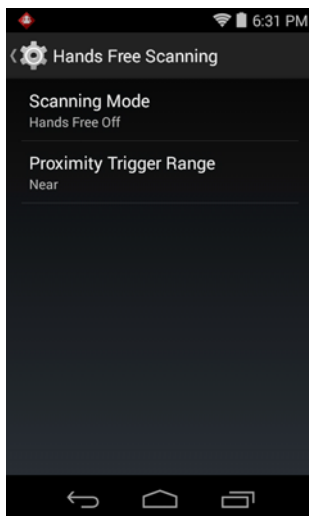 6:31 PM
Hands Free Scanning
Scanning Mode
Hands Free Off
Proximity Trigger Range
Near